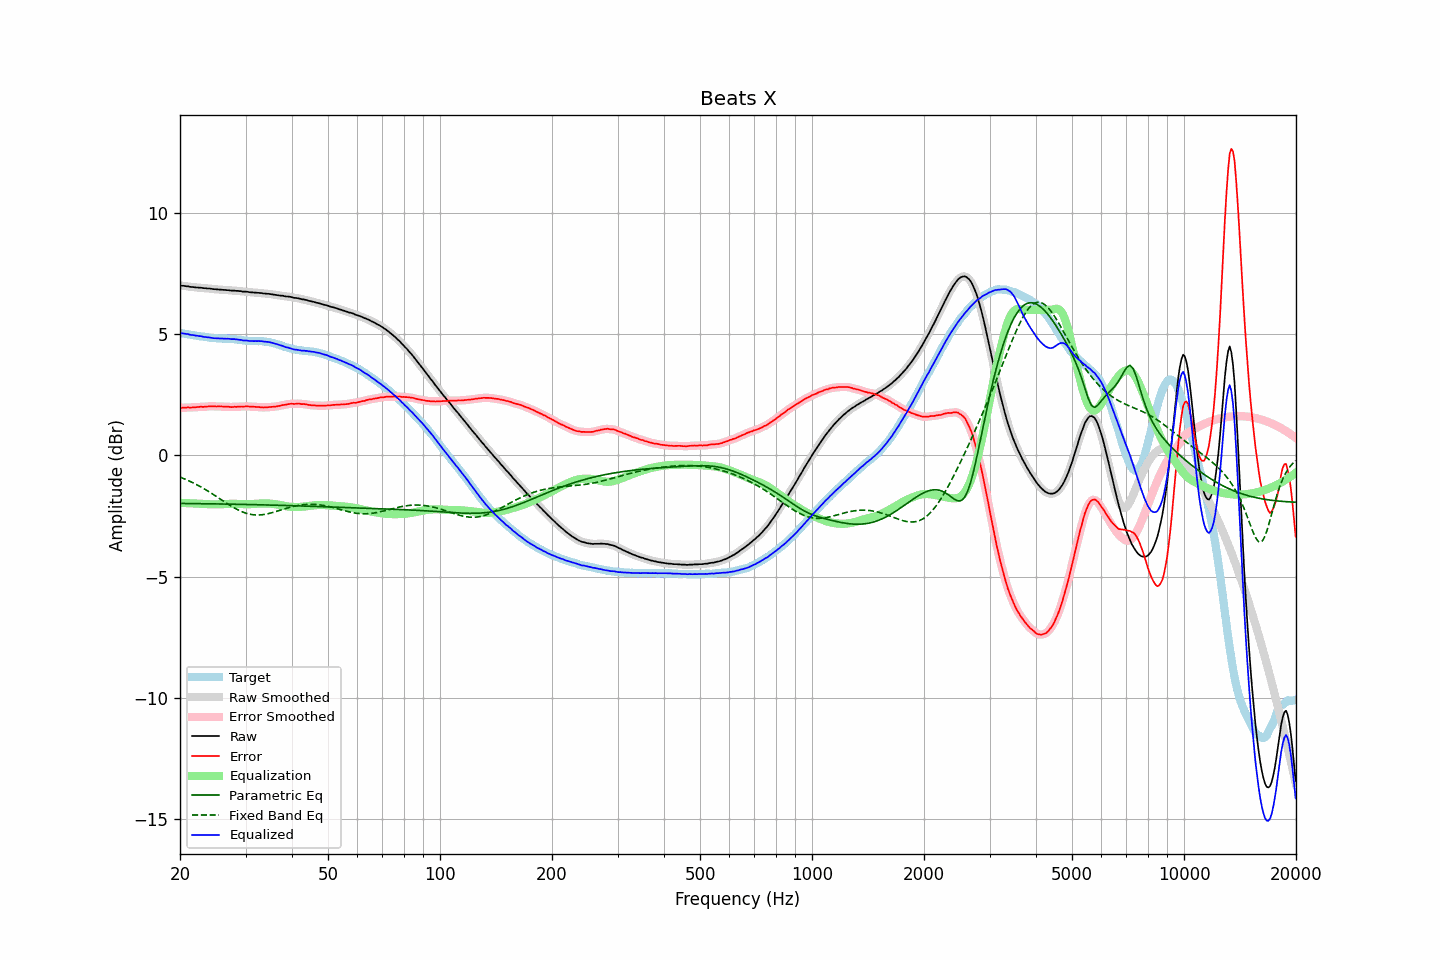 Beats X
Amplitude (dBr)
10
5
0
−5
−10
−15
Target
Raw Smoothed
Error Smoothed
Raw
Error
Equalization
Parametric Eq
Fixed Band Eq
Equalized
20 50 100 200 500 1000 2000 5000 10000 20000
Frequency (Hz)